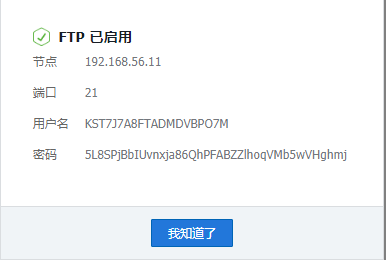 FTP 已启用
节点 192.168.56.11
端口 21
用户名 KST7J7A8FTADMDVBPO7M
密码 5L8SPjBbIUvnxja86QhPFABZZlhoqVMb5wVHghmj
我知道了